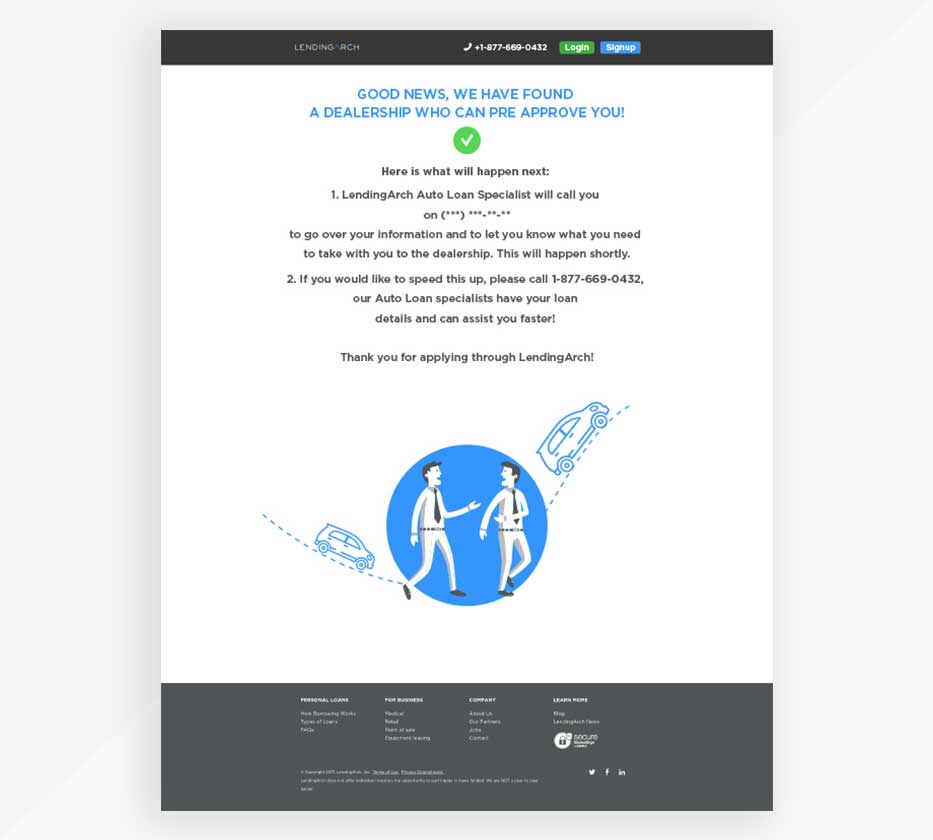 LENDINGARCH
+1-877-669-0432 Login Signup
GOOD NEWS, WE HAVE FOUND
A DEALERSHIP WHO CAN PRE APPROVE YOU!
Here is what will happen next:
1. LendingArch Auto Loan Specialist will call you
on (***) ***-**-**
to go over your information and to let you know what you need
to take with you to the dealership. This will happen shortly.
2. If you would like to speed this up, please call 1-877-669-0432,
our Auto Loan specialists have your loan
details and can assist you faster!
Thank you for applying through LendingArch!
PERSONAL LOANS
How Borrowing Works
Types of Loans
FAQs
FOR BUSINESS
Medical
Retail
Point of sale
Equipment leasing
COMPANY
About Us
Our Partners
Jobs
Contact
LEARN MORE
Blog
LendingArch News
secure
GlobalSign
© Copyright 2017, LendingArch, Inc. Terms of Use, Privacy